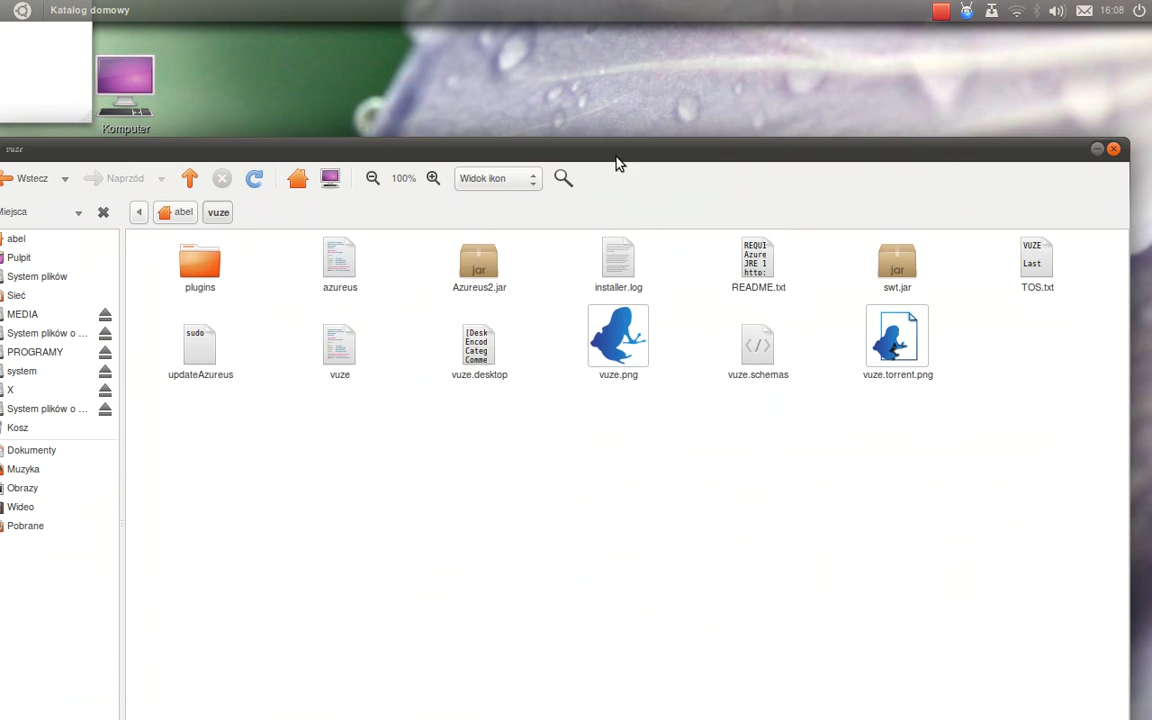 Katalog domowy
16:08
Komputer
vuze
Wstecz
Naprzód
100%
Widok ikon
Miejsca
abel
vuze
abel
Pulpit
System plików
Sieć
MEDIA
System plików o ...
PROGRAMY
system
X
System plików o ...
Kosz
Dokumenty
Muzyka
Obrazy
Wideo
Pobrane
plugins
azureus
Azureus2.jar
installer.log
README.txt
swt.jar
TOS.txt
jar
REQUI
Azure
JRE 1
http:
jar
VUZE
Last
updateAzureus
vuze
vuze.desktop
vuze.png
vuze.schemas
vuze.torrent.png
sudo
[Desk
Encod
Categ
Comme
</>